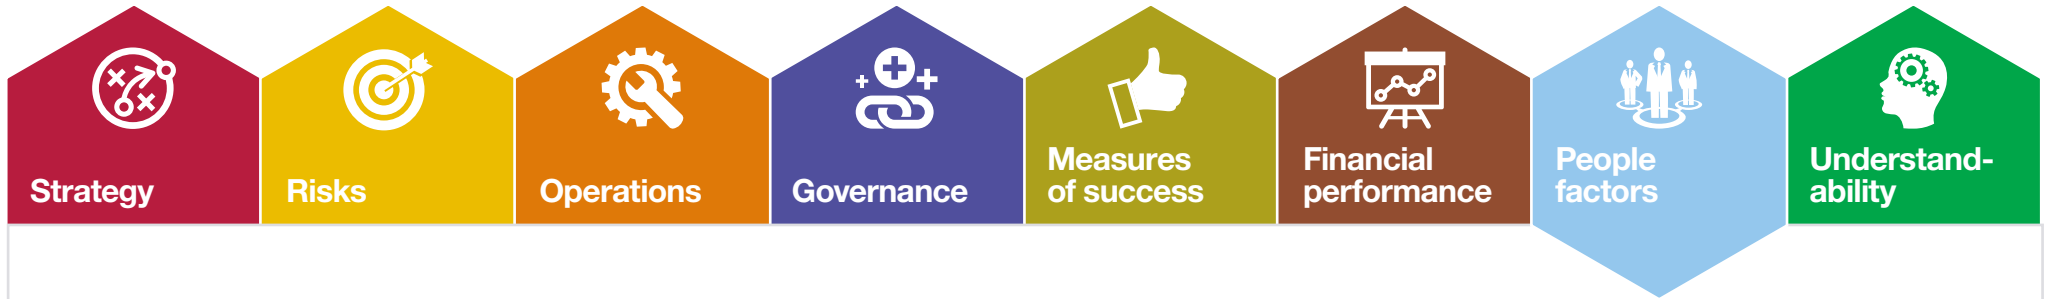 Strategy
Risks
Operations
Governance
Measures
of success
Financial
performance
People
factors
Understand-
ability